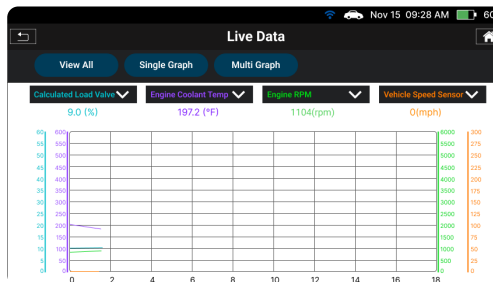 Nov 15 09:28 AM 60
Live Data
View All Single Graph Multi Graph
Calculated Load Valve Engine Coolant Temp Engine RPM Vehicle Speed Sensor
9.0 (%) 197.2 (°F) 1104(rpm) 0(mph)
60 600 6000 300
55 550 5500 275
50 500 5000 250
45 450 4500 225
40 400 4000 200
35 350 3500 175
30 300 3000 150
25 250 2500 125
20 200 2000 100
15 150 1500 75
10 100 1000 50
5 50 500 25
0 0 0 0
0 2 4 6 8 10 12 14 16 18